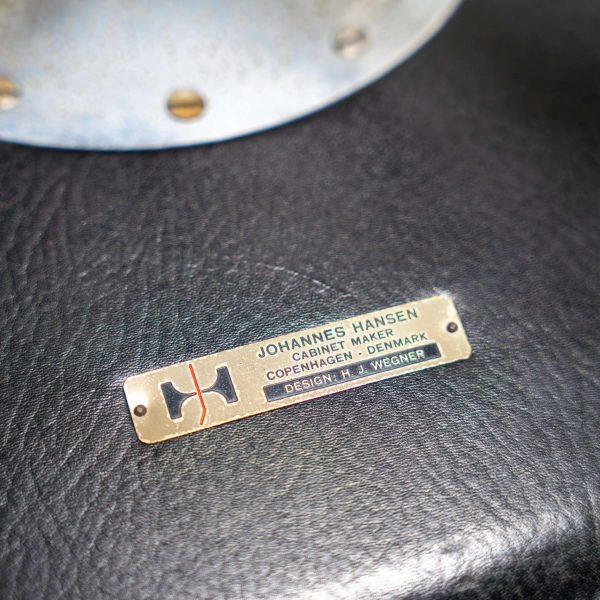 JOHANNES HANSEN
CABINET MAKER
COPENHAGEN - DENMARK
DESIGN: H. J. WEGNER